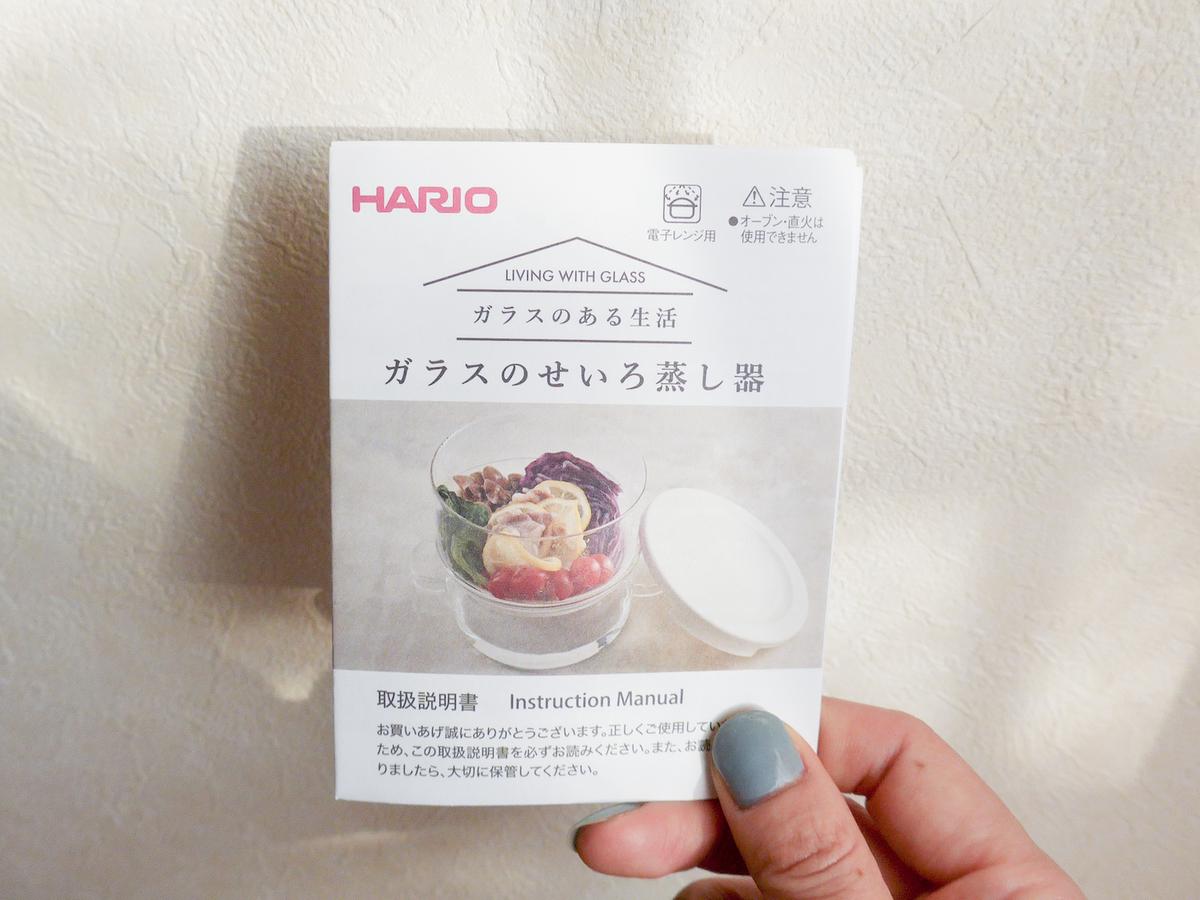 HARIO
電子レンジ用
⚠注意
●オーブン・直火は
使用できません
LIVING WITH GLASS
ガラスのある生活
ガラスのせいろ蒸し器
取扱説明書 Instruction Manual
お買いあげ誠にありがとうございます。正しくご使用してい
ため、この取扱説明書を必ずお読みください。また、お読
りましたら、大切に保管してください。